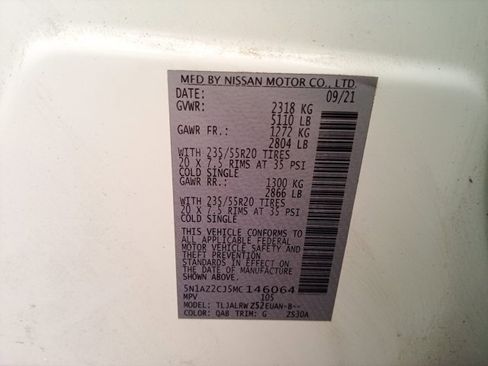 MFD BY NISSAN MOTOR CO., LTD.
DATE: 09/21
GVWR: 2318 KG
5110 LB
GAWR FR.: 1272 KG
2804 LB
WITH 235/55R20 TIRES
20 X 7.5 RIMS AT 35 PSI
COLD SINGLE
GAWR RR.: 1300 KG
2866 LB
WITH 235/55R20 TIRES
20 X 7.5 RIMS AT 35 PSI
COLD SINGLE
THIS VEHICLE CONFORMS TO
ALL APPLICABLE FEDERAL
MOTOR VEHICLE SAFETY AND
THEFT PREVENTION
STANDARDS IN EFFECT ON
THE DATE OF MANUFACTURE
SHOWN ABOVE.
5N1AZ2CJ5MC146064
MPV 105
MODEL: TLJALRWZ52EUAN-B--
COLOR: QAB TRIM: G ZS30A